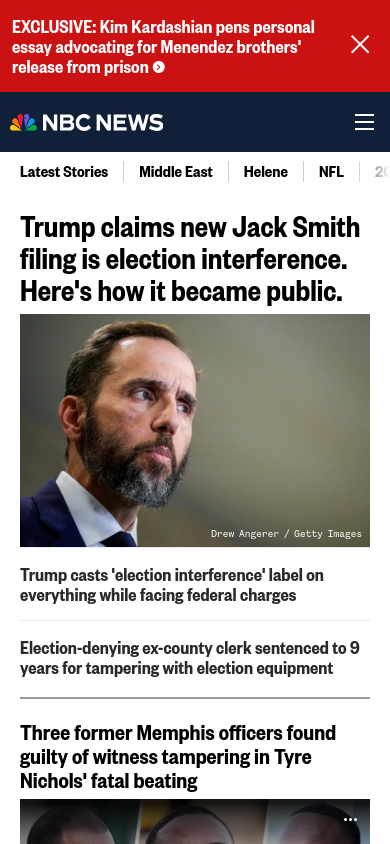 EXCLUSIVE: Kim Kardashian pens personal
essay advocating for Menendez brothers'
release from prison
NBC NEWS
Latest Stories
Middle East
Helene
NFL
Trump claims new Jack Smith
filing is election interference.
Here's how it became public.
Drew Angerer / Getty Images
Trump casts 'election interference' label on
everything while facing federal charges
Election-denying ex-county clerk sentenced to 9
years for tampering with election equipment
Three former Memphis officers found
guilty of witness tampering in Tyre
Nichols' fatal beating